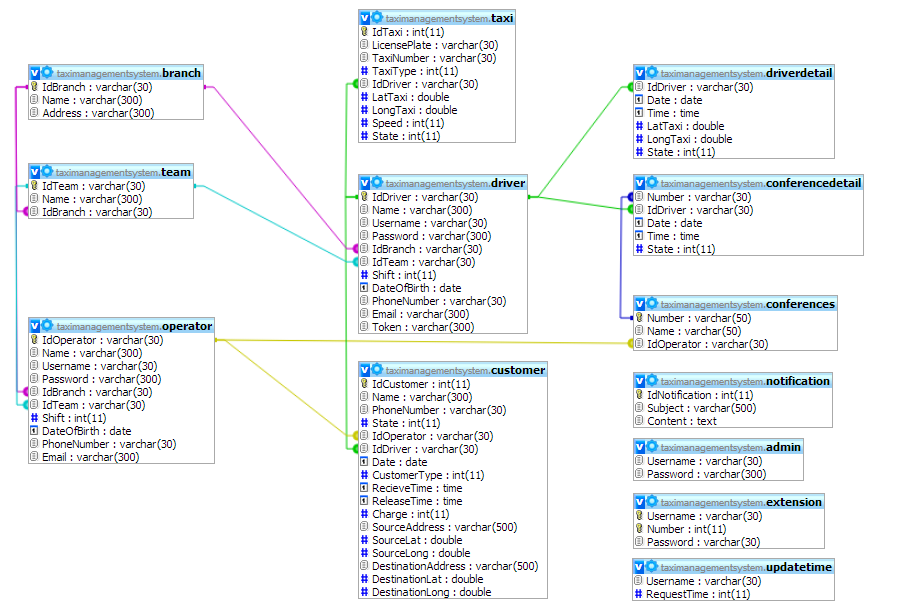 taximanagementsystem.taxi
IdTaxi : int(11)
LicensePlate : varchar(30)
TaxiNumber : varchar(30)
TaxiType : int(11)
IdDriver : varchar(30)
LatTaxi : double
LongTaxi : double
Speed : int(11)
State : int(11)
taximanagementsystem.branch
IdBranch : varchar(30)
Name : varchar(300)
Address : varchar(300)
taximanagementsystem.driverdetail
IdDriver : varchar(30)
Date : date
Time : time
LatTaxi : double
LongTaxi : double
State : int(11)
taximanagementsystem.team
IdTeam : varchar(30)
Name : varchar(300)
IdBranch : varchar(30)
taximanagementsystem.driver
IdDriver : varchar(30)
Name : varchar(300)
Username : varchar(30)
Password : varchar(300)
IdBranch : varchar(30)
IdTeam : varchar(30)
Shift : int(11)
DateOfBirth : date
PhoneNumber : varchar(30)
Email : varchar(300)
Token : varchar(300)
taximanagementsystem.conferencedetail
Number : varchar(50)
IdDriver : varchar(30)
Date : date
Time : time
State : int(11)
taximanagementsystem.conferences
Number : varchar(50)
Name : varchar(50)
IdOperator : varchar(30)
taximanagementsystem.operator
IdOperator : varchar(30)
Name : varchar(300)
Username : varchar(30)
Password : varchar(300)
IdBranch : varchar(30)
IdTeam : varchar(30)
Shift : int(11)
DateOfBirth : date
PhoneNumber : varchar(30)
Email : varchar(300)
taximanagementsystem.customer
IdCustomer : int(11)
Name : varchar(300)
PhoneNumber : varchar(30)
State : int(11)
IdOperator : varchar(30)
IdDriver : varchar(30)
Date : date
CustomerType : int(11)
RecieveTime : time
ReleaseTime : time
Charge : int(11)
SourceAddress : varchar(500)
SourceLat : double
SourceLong : double
DestinationAddress : varchar(500)
DestinationLat : double
DestinationLong : double
taximanagementsystem.notification
IdNotification : int(11)
Subject : varchar(500)
Content : text
taximanagementsystem.admin
Username : varchar(30)
Password : varchar(300)
taximanagementsystem.extension
Username : varchar(30)
Number : int(11)
Password : varchar(30)
taximanagementsystem.updatetime
Username : varchar(30)
RequestTime : int(11)